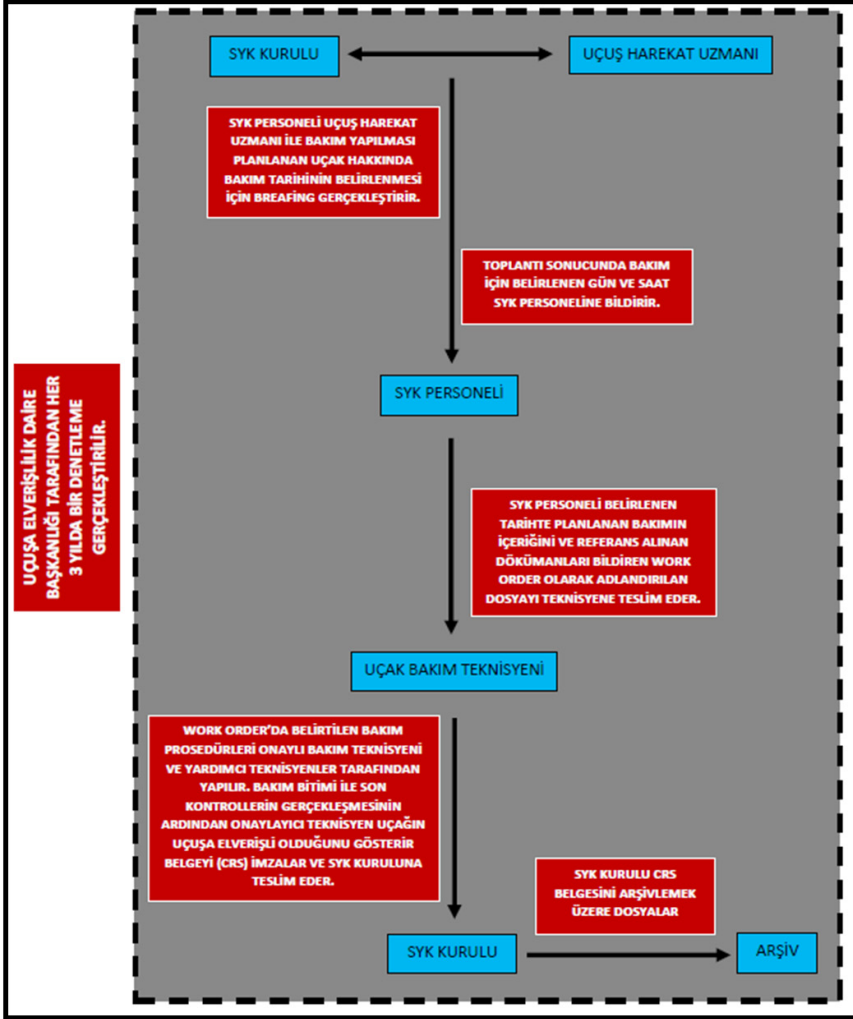 SYK KURULU
UÇUŞ HAREKAT UZMANI
SYK PERSONELİ UÇUŞ HAREKAT
UZMANI İLE BAKIM YAPILMASI
PLANLANAN UÇAK HAKKINDA
BAKIM TARİHİNİN BELİRLENMESİ
İÇİN BREAFİNG GERÇEKLEŞTİRİR.
TOPLANTI SONUCUNDA BAKIM
İÇİN BELİRLENEN GÜN VE SAAT
SYK PERSONELİNE BİLDİRİR.
UÇUŞA ELVERİŞLİLİK DAİRE
BAŞKANLIĞI TARAFINDAN HER
3 YILDA BİR DENETLEME
GERÇEKLEŞTİRİLİR.
SYK PERSONELİ
SYK PERSONELİ BELİRLENEN
TARİHTE PLANLANAN BAKIMIN
İÇERİĞİNİ VE REFERANS ALINAN
DÖKÜMANLARI BİLDİREN WORK
ORDER OLARAK ADLANDIRILAN
DOSYAYI TEKNİSYENE TESLİM EDER.
UÇAK BAKIM TEKNİSYENİ
WORK ORDER'DA BELİRTİLEN BAKIM
PROSEDÜRLERİ ONAYLI BAKIM TEKNİSYENİ
VE YARDIMCI TEKNİSYENLER TARAFINDAN
YAPILIR. BAKIM BİTİMİ İLE SON
KONTROLLERİN GERÇEKLEŞMESİNİN
ARDINDAN ONAYLAYICI TEKNİSYEN UÇAĞIN
UÇUŞA ELVERİŞLİ OLDUĞUNU GÖSTERİR
BELGEYİ (CRS) İMZALAR VE SYK KURULUNA
TESLİM EDER.
SYK KURULU CRS
BELGESİNİ ARŞİVLEMEK
ÜZERE DOSYALAR
SYK KURULU
ARŞİV